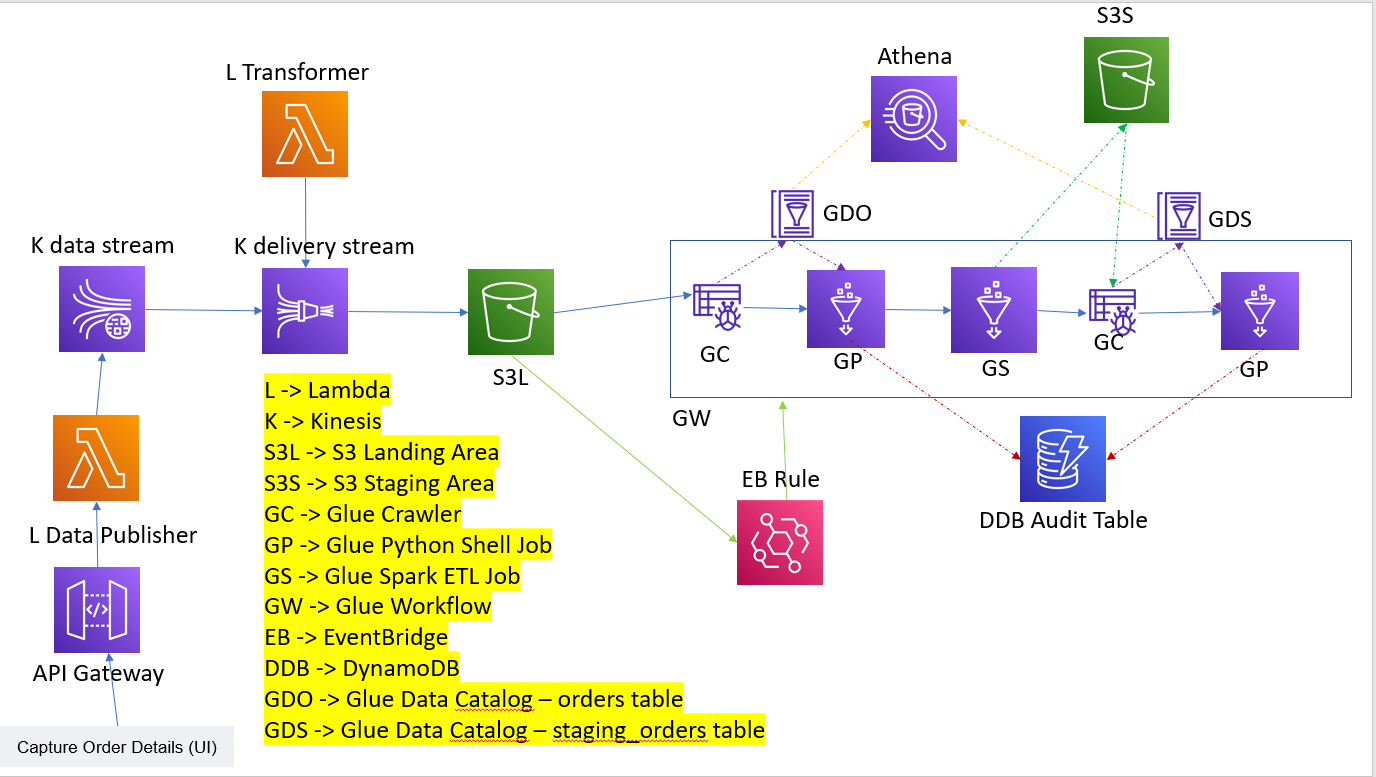 S3S
Athena
L Transformer
GDO
GDS
K data stream
K delivery stream
GC
GP
GS
GC
GP
S3L
GW
L -> Lambda
K -> Kinesis
S3L -> S3 Landing Area
S3S -> S3 Staging Area
GC -> Glue Crawler
GP -> Glue Python Shell Job
GS -> Glue Spark ETL Job
GW -> Glue Workflow
EB -> EventBridge
DDB -> DynamoDB
GDO -> Glue Data Catalog – orders table
GDS -> Glue Data Catalog – staging_orders table
EB Rule
DDB Audit Table
L Data Publisher
</>
API Gateway
Capture Order Details (UI)